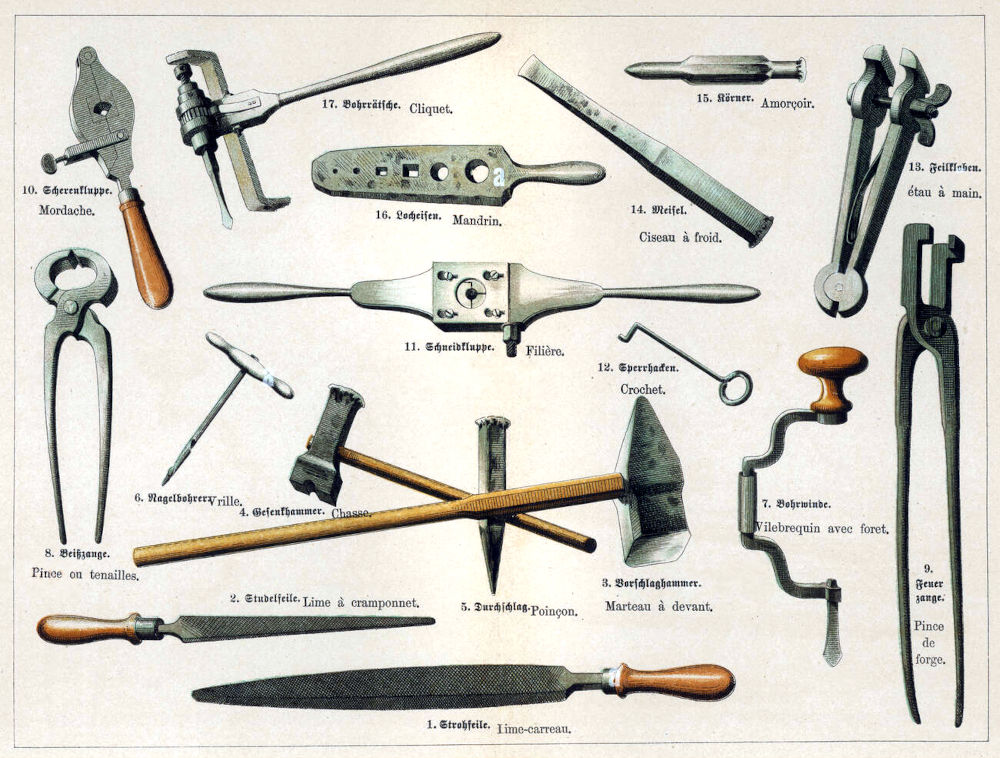 17. Bohrrätsche. Cliquet.
15. Körner. Amorçoir.
10. Scherenkluppe.
Mordache.
13. Feilkloben.
étau à main.
a
16. Locheisen. Mandrin.
14. Meisel.
Ciseau à froid.
11. Schneidkluppe. Filière.
12. Sperrhacken.
Crochet.
6. Nagelbohrer. Vrille.
4. Gesenkhammer. Chasse.
7. Bohrwinde.
Vilebrequin avec foret.
8. Beißzange.
Pince ou tenailles.
9.
Feuer
zange.
Pince
de
forge.
3. Vorschlaghammer.
Marteau à devant.
2. Studelfeile. Lime à cramponnet.
5. Durchschlag. Poinçon.
1. Strohfeile. Lime-carreau.